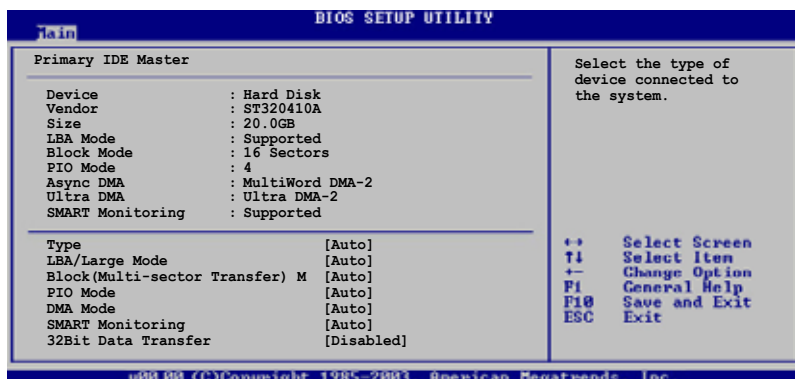 BIOS SETUP UTILITY
Main
Primary IDE Master
Device : Hard Disk
Vendor : ST320410A
Size : 20.0GB
LBA Mode : Supported
Block Mode : 16 Sectors
PIO Mode : 4
Async DMA : MultiWord DMA-2
Ultra DMA : Ultra DMA-2
SMART Monitoring : Supported
Type [Auto]
LBA/Large Mode [Auto]
Block(Multi-sector Transfer) M [Auto]
PIO Mode [Auto]
DMA Mode [Auto]
SMART Monitoring [Auto]
32Bit Data Transfer [Disabled]
Select the type of
device connected to
the system.
↔ Select Screen
↑↓ Select Item
+- Change Option
F1 General Help
F10 Save and Exit
ESC Exit
v00.00 (C)Copyright 1985-2003, American Megatrends, Inc.